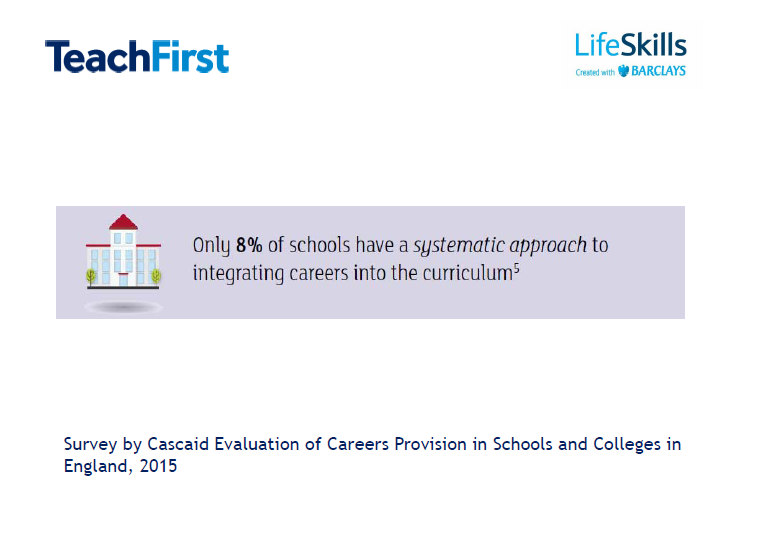 TeachFirst
LifeSkills
Created with BARCLAYS
Only 8% of schools have a systematic approach to
integrating careers into the curriculum⁵
Survey by Cascaid Evaluation of Careers Provision in Schools and Colleges in
England, 2015